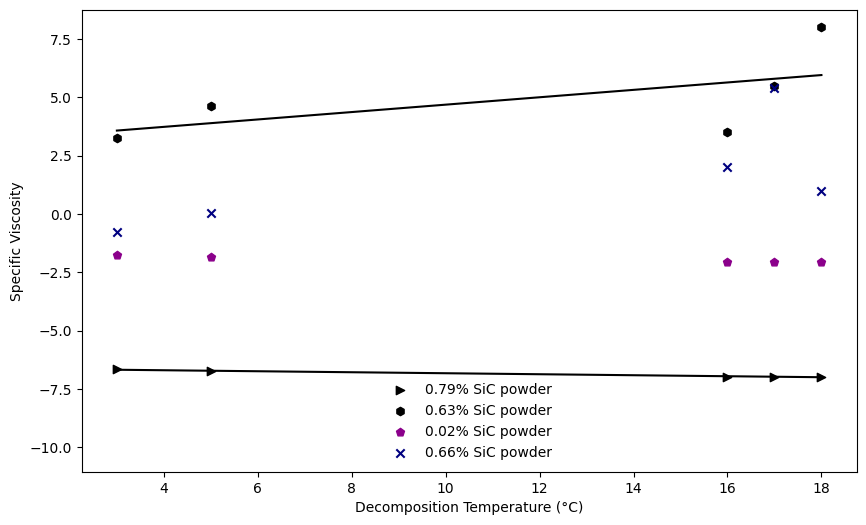 7.5
5.0
2.5
0.0
−2.5
−5.0
−7.5
−10.0
Specific Viscosity
0.79% SiC powder
0.63% SiC powder
0.02% SiC powder
0.66% SiC powder
4 6 8 10 12 14 16 18
Decomposition Temperature (°C)